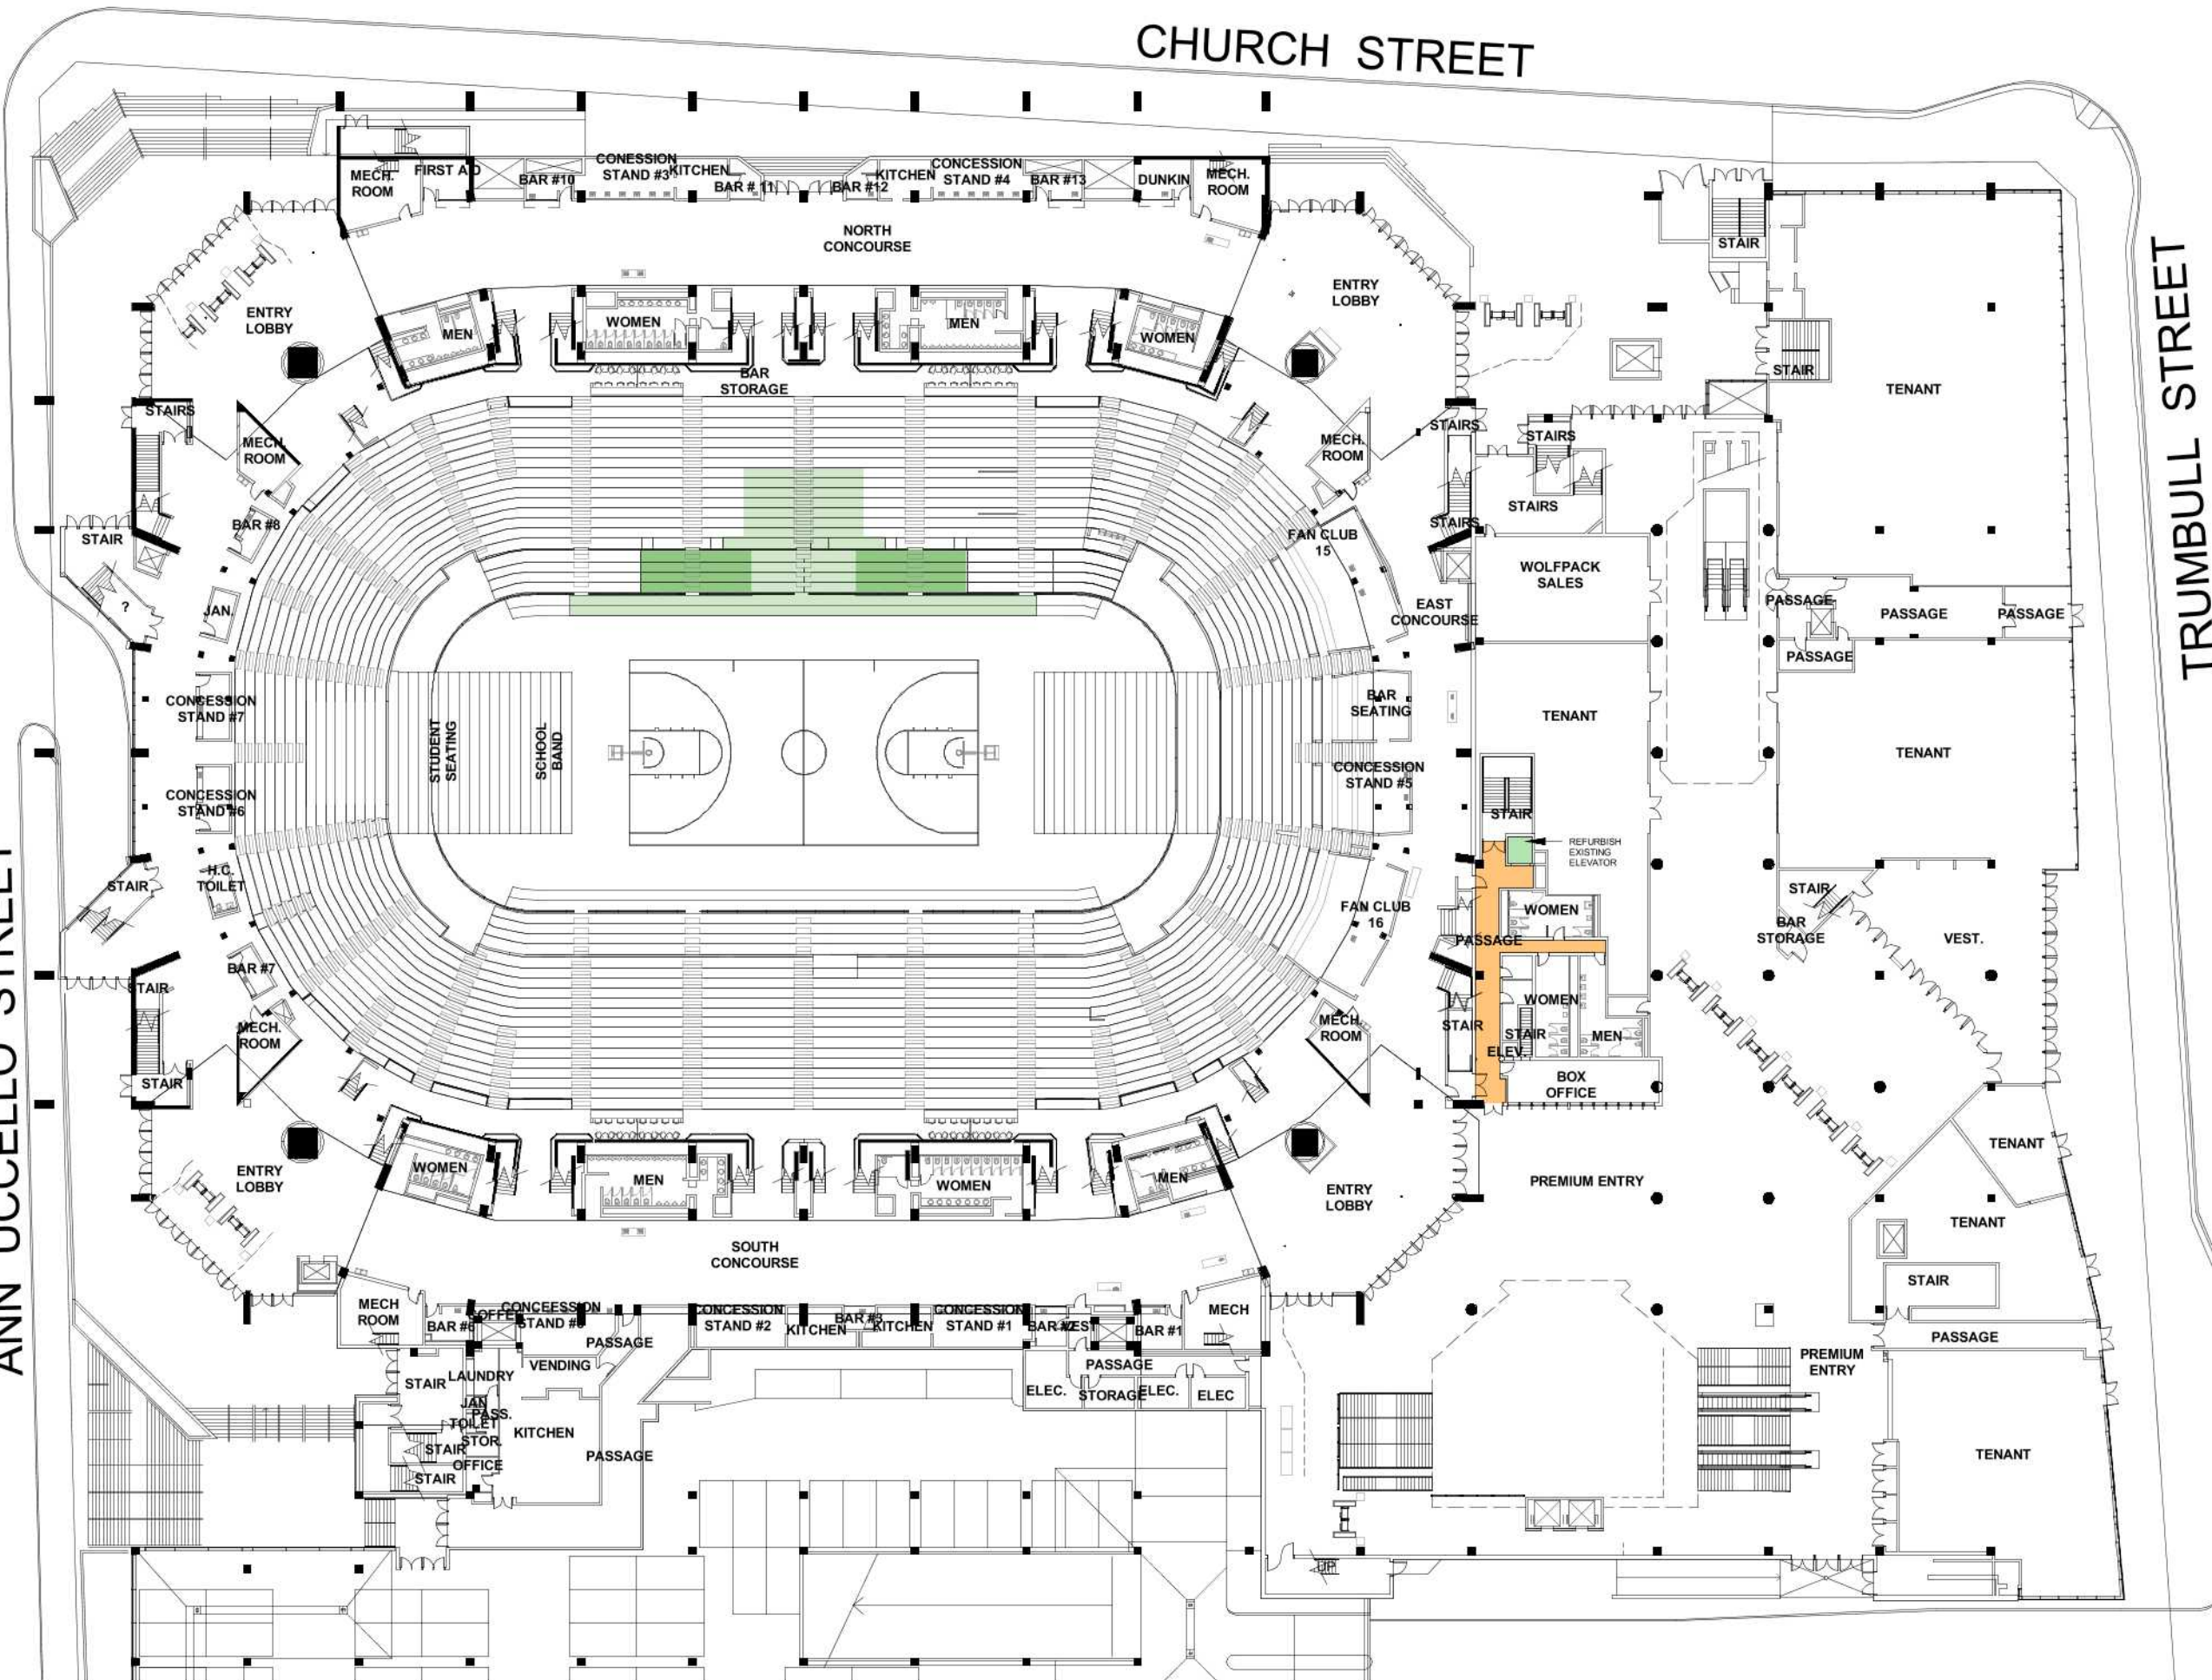 CHURCH STREET
TRUMBULL STREET
ANN UCCELLO STREET
MECH.
ROOM
FIRST AID
BAR #10
CONESSION
STAND #3
KITCHEN
BAR # 11
BAR #12
KITCHEN
CONCESSION
STAND #4
BAR #13
DUNKIN
MECH.
ROOM
STAIR
NORTH
CONCOURSE
ENTRY
LOBBY
ENTRY
LOBBY
MEN
WOMEN
MEN
WOMEN
BAR
STORAGE
STAIR
TENANT
STAIRS
MECH.
ROOM
MECH.
ROOM
STAIRS
STAIRS
STAIRS
STAIRS
BAR #8
STAIR
FAN CLUB
15
WOLFPACK
SALES
?
JAN.
EAST
CONCOURSE
PASSAGE
PASSAGE
PASSAGE
PASSAGE
CONCESSION
STAND #7
STUDENT
SEATING
SCHOOL
BAND
BAR
SEATING
TENANT
TENANT
CONCESSION
STAND #6
CONCESSION
STAND #5
STAIR
REFURBISH
EXISTING
ELEVATOR
H.C.
TOILET
STAIR
FAN CLUB
16
WOMEN
PASSAGE
STAIR
BAR
STORAGE
VEST.
BAR #7
STAIR
MECH.
ROOM
MECH.
ROOM
STAIR
WOMEN
STAIR
MEN
ELEV.
BOX
OFFICE
STAIR
ENTRY
LOBBY
WOMEN
MEN
WOMEN
MEN
ENTRY
LOBBY
PREMIUM ENTRY
TENANT
TENANT
SOUTH
CONCOURSE
STAIR
MECH
ROOM
BAR #6
COFFEE
CONCEESSION
PASSAGE
CONCESSION
STAND #2
KITCHEN
BAR #3
KITCHEN
CONCESSION
STAND #1
BAR #2
VEST
BAR #1
MECH
PASSAGE
PREMIUM
ENTRY
VENDING
STAIR
LAUNDRY
PASSAGE
ELEC.
STORAGE
ELEC.
ELEC
JAN
PASS.
TOILET
STOR.
KITCHEN
STAIR
OFFICE
STAIR
PASSAGE
TENANT
UP